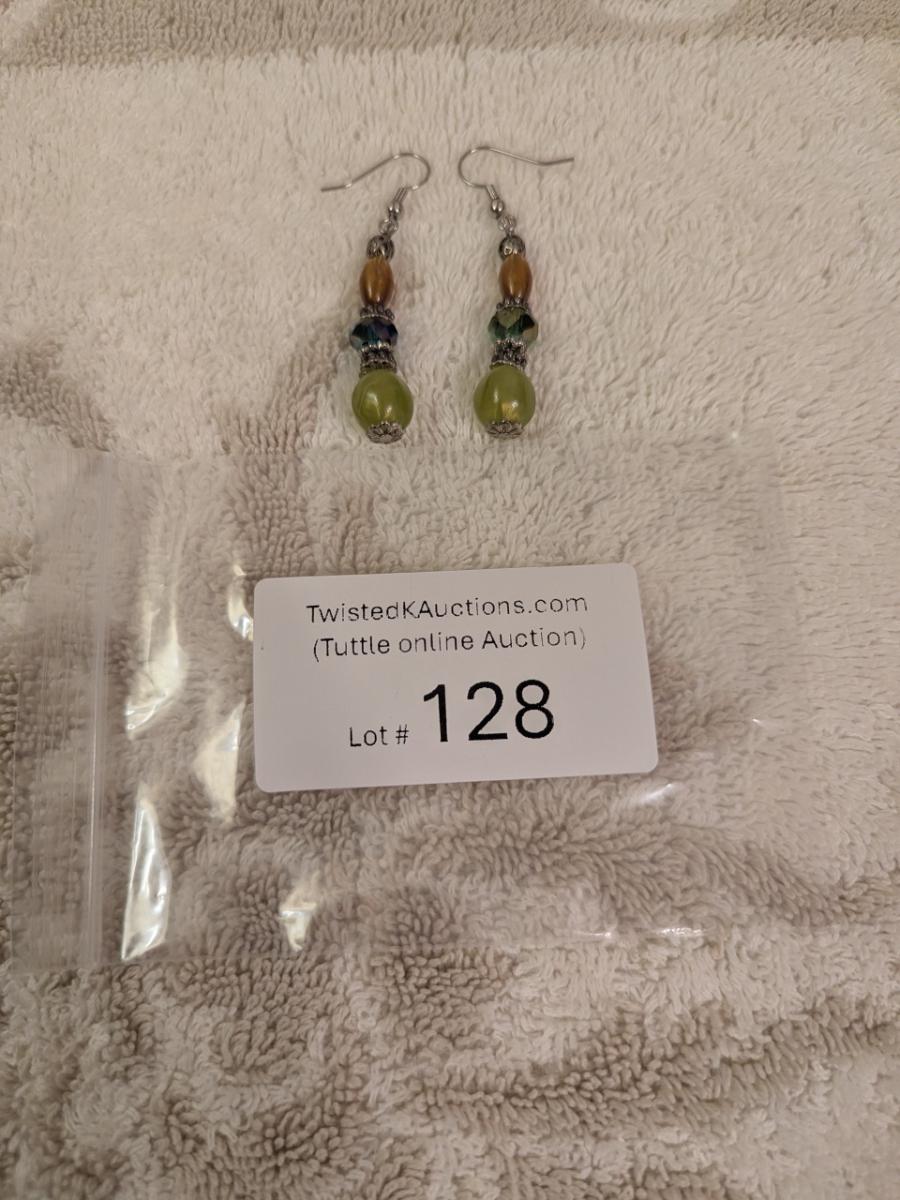 TwistedKAuctions.com
(Tuttle online Auction)
Lot # 128